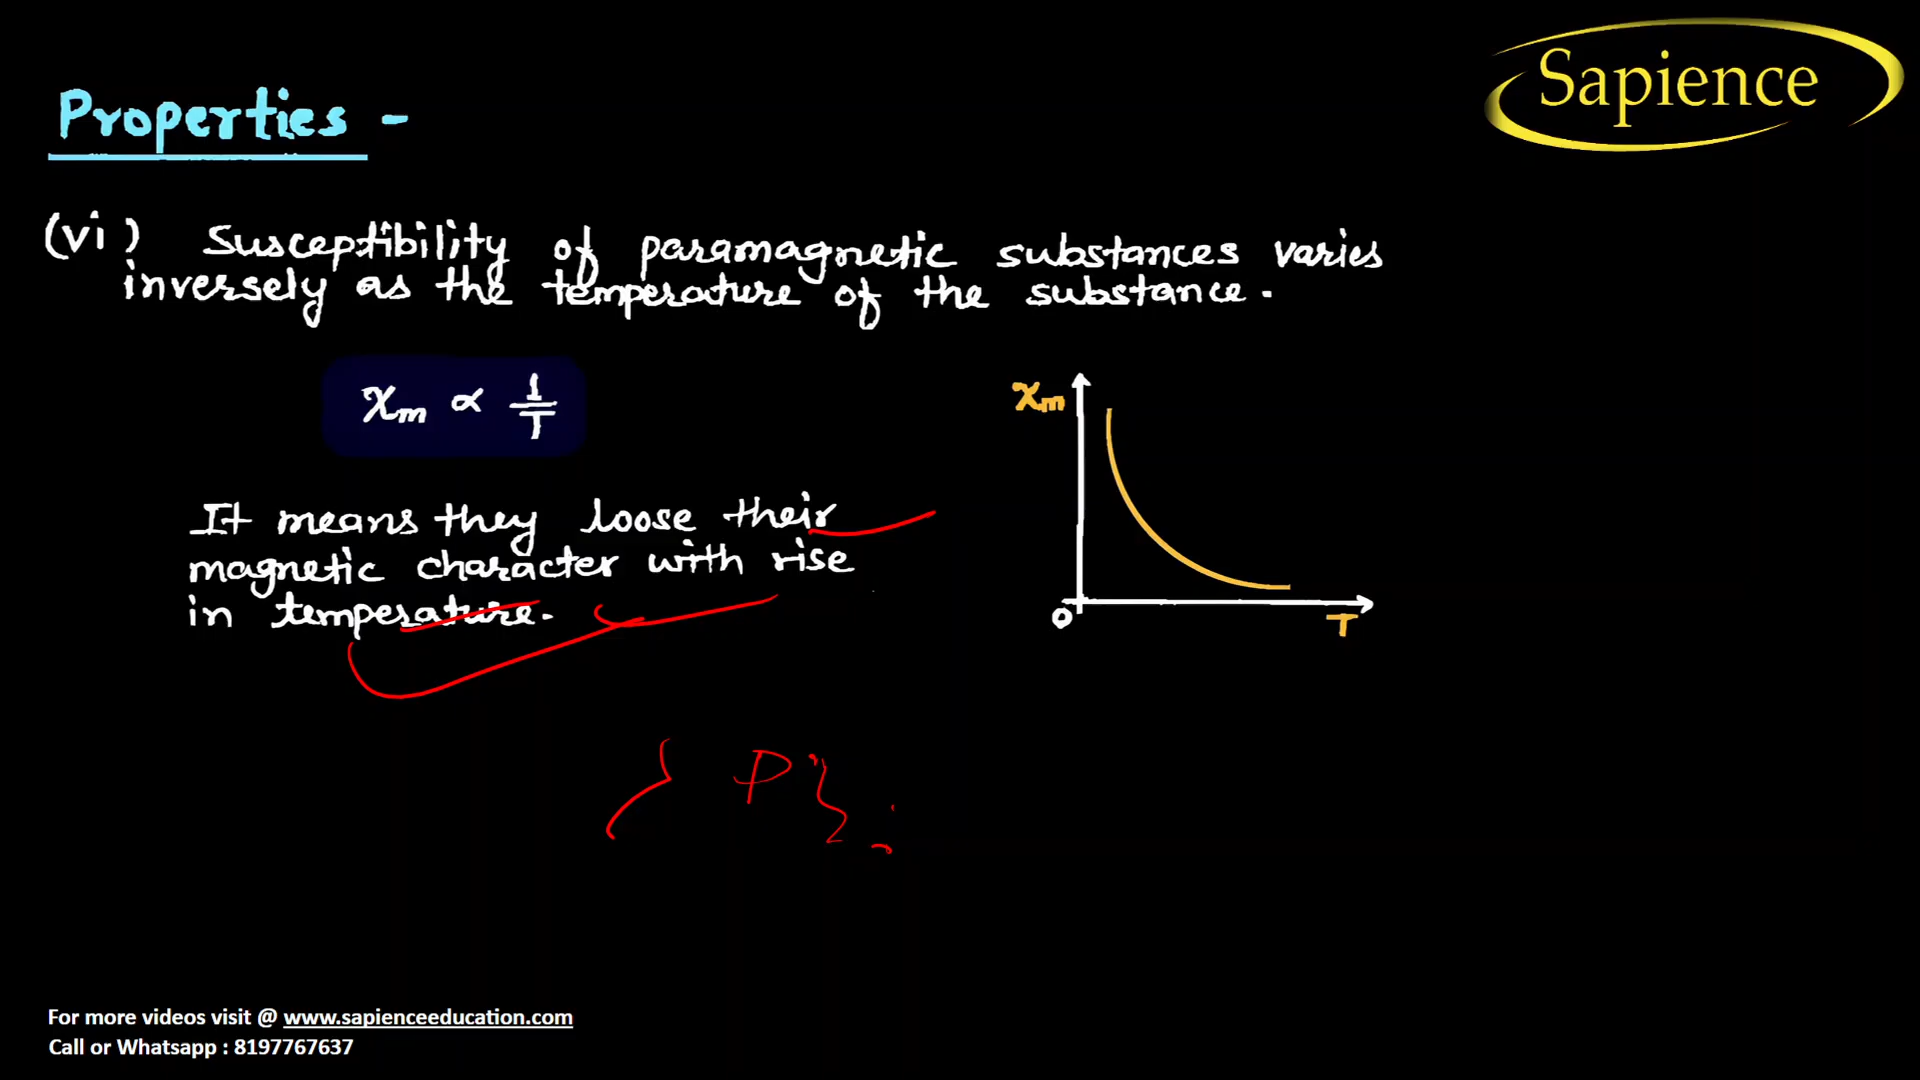 Sapience
Properties -
(vi) Susceptibility of paramagnetic substances varies
inversely as the temperature of the substance.
χm ∝ 1/T
It means they loose their
magnetic character with rise
in temperature.
χm
O
T
{ P } :
For more videos visit @ www.sapienceeducation.com
Call or Whatsapp : 8197767637